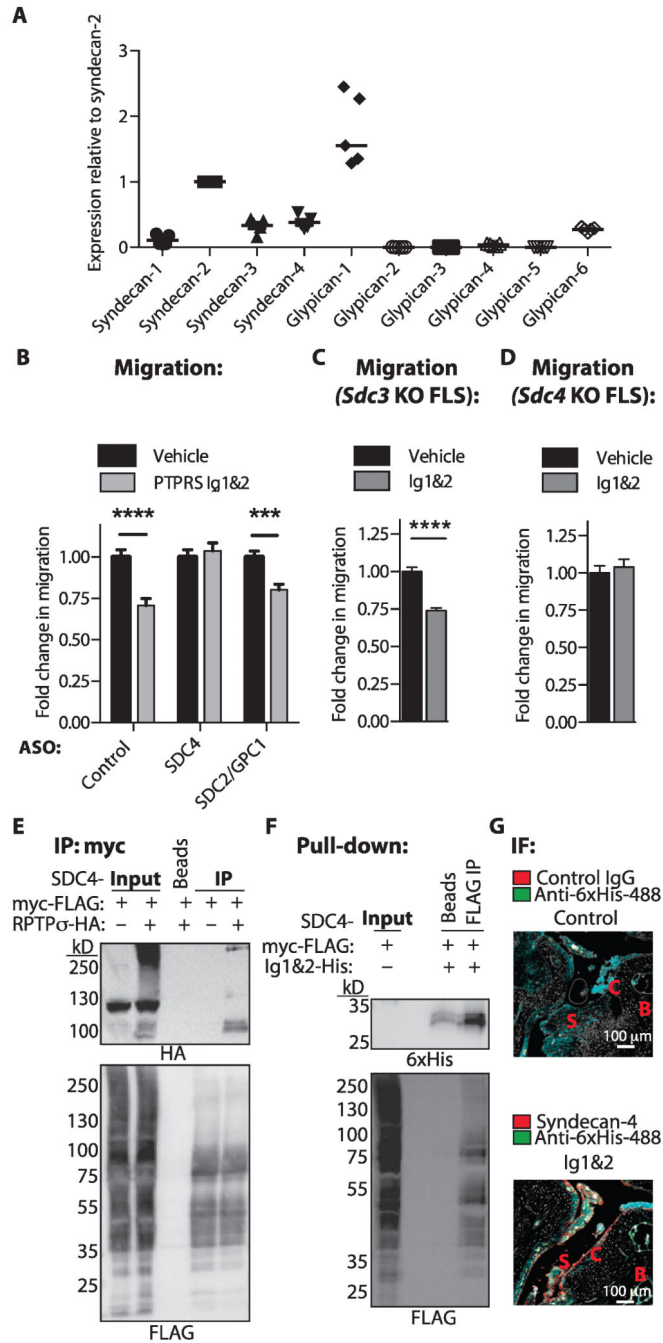 A
Expression relative to syndecan-2
3
2
1
0
Syndecan-1
Syndecan-2
Syndecan-3
Syndecan-4
Glypican-1
Glypican-2
Glypican-3
Glypican-4
Glypican-5
Glypican-6
B
Migration:
Vehicle
PTPRS Ig1&2
Fold change in migration
1.00
0.75
0.50
0.25
0.00
****
***
ASO:
Control
SDC4
SDC2/GPC1
C
Migration
(Sdc3 KO FLS):
Vehicle
Ig1&2
Fold change in migration
1.25
1.00
0.75
0.50
0.25
0.00
****
D
Migration
(Sdc4 KO FLS):
Vehicle
Ig1&2
Fold change in migration
1.25
1.00
0.75
0.50
0.25
0.00
E
IP: myc
SDC4- Input Beads IP
myc-FLAG: + + + + +
RPTPσ-HA: − + + − +
kD
250
130
100
HA
250
130
100
75
55
35
25
FLAG
F
Pull-down:
SDC4- Input Beads FLAG IP
myc-FLAG: + + +
Ig1&2-His: − + +
kD
35
25
6xHis
250
130
100
75
55
35
25
FLAG
G
IF:
Control IgG
Anti-6xHis-488
Control
S
C
B
100 μm
Syndecan-4
Anti-6xHis-488
Ig1&2
S
C
B
100 μm